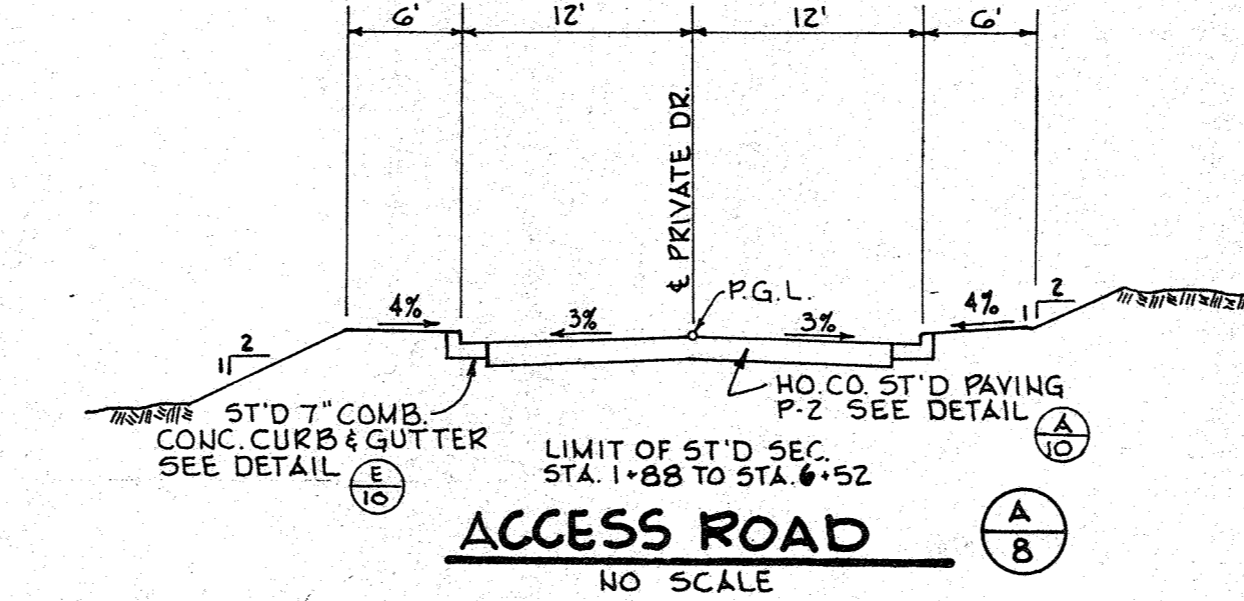 6' 12' 12' 6'
℄ PRIVATE DR.
P.G.L.
4% 3% 3% 4%
1 2
1 2
ST'D 7" COMB.
CONC. CURB & GUTTER
SEE DETAIL E/10
HO.CO. ST'D PAVING
P-2 SEE DETAIL A/10
LIMIT OF ST'D SEC.
STA. 1+88 TO STA. 6+52
ACCESS ROAD
NO SCALE
A/8